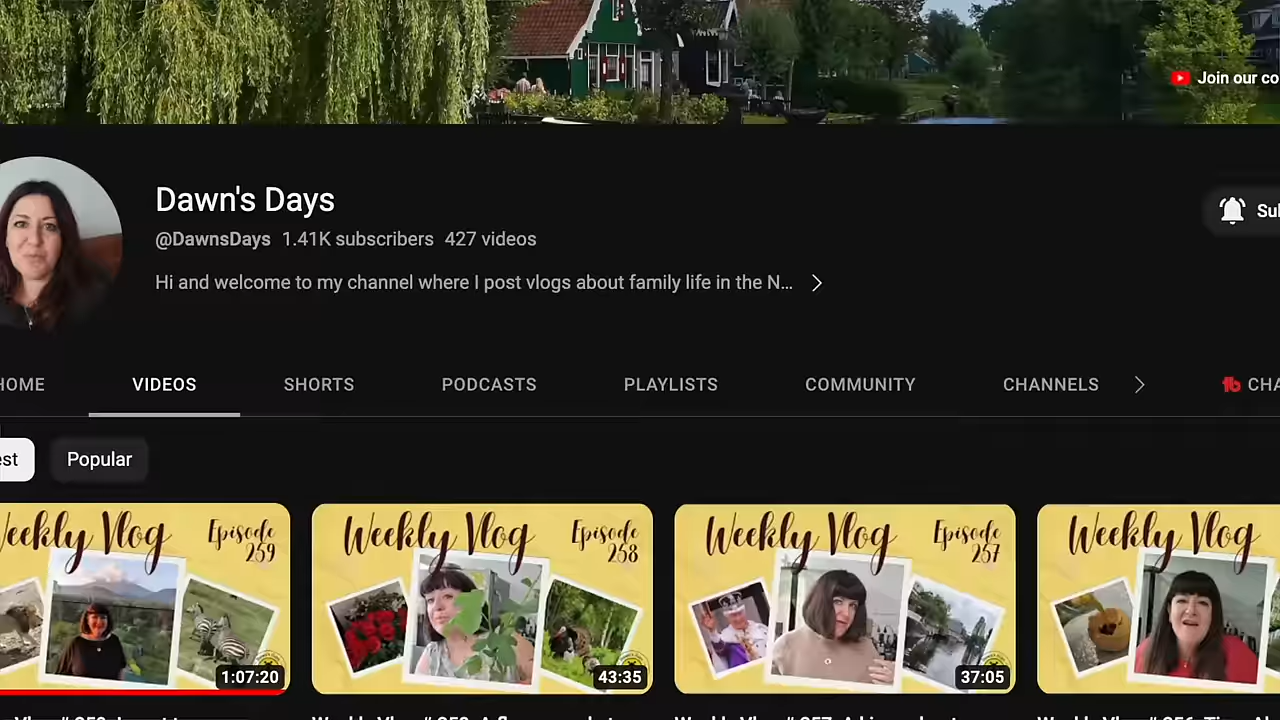 Join our co
Dawn's Days
Sul
@DawnsDays 1.41K subscribers 427 videos
Hi and welcome to my channel where I post vlogs about family life in the N...
HOME VIDEOS SHORTS PODCASTS PLAYLISTS COMMUNITY CHANNELS CHA
est Popular
Weekly Vlog Episode 259
1:07:20
Weekly Vlog Episode 258
43:35
Weekly Vlog Episode 257
37:05
Weekly Vlog